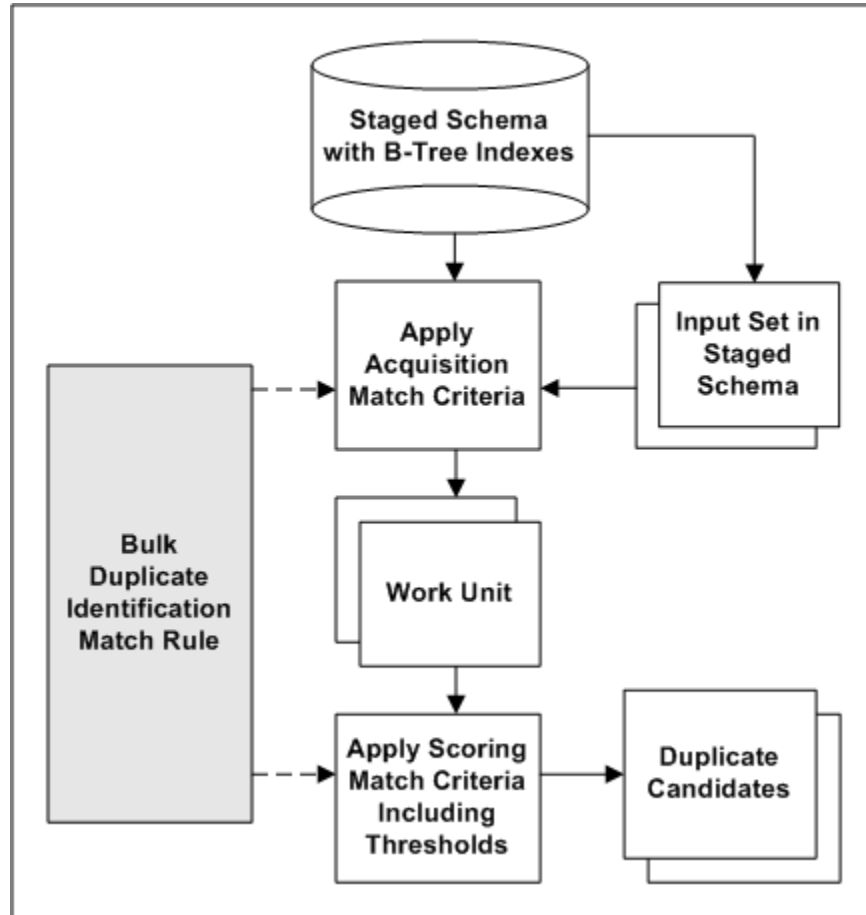 Staged Schema
with B-Tree Indexes
Apply
Acquisition
Match Criteria
Input Set in
Staged
Schema
Bulk
Duplicate
Identification
Match Rule
Work Unit
Apply Scoring
Match Criteria
Including
Thresholds
Duplicate
Candidates